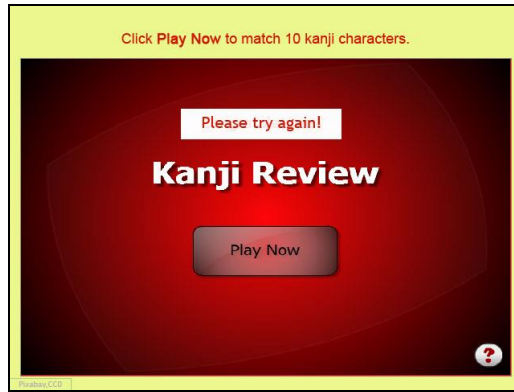 Click Play Now to match 10 kanji characters.
Please try again!
Kanji Review
Play Now
?
Pixabay,CC0